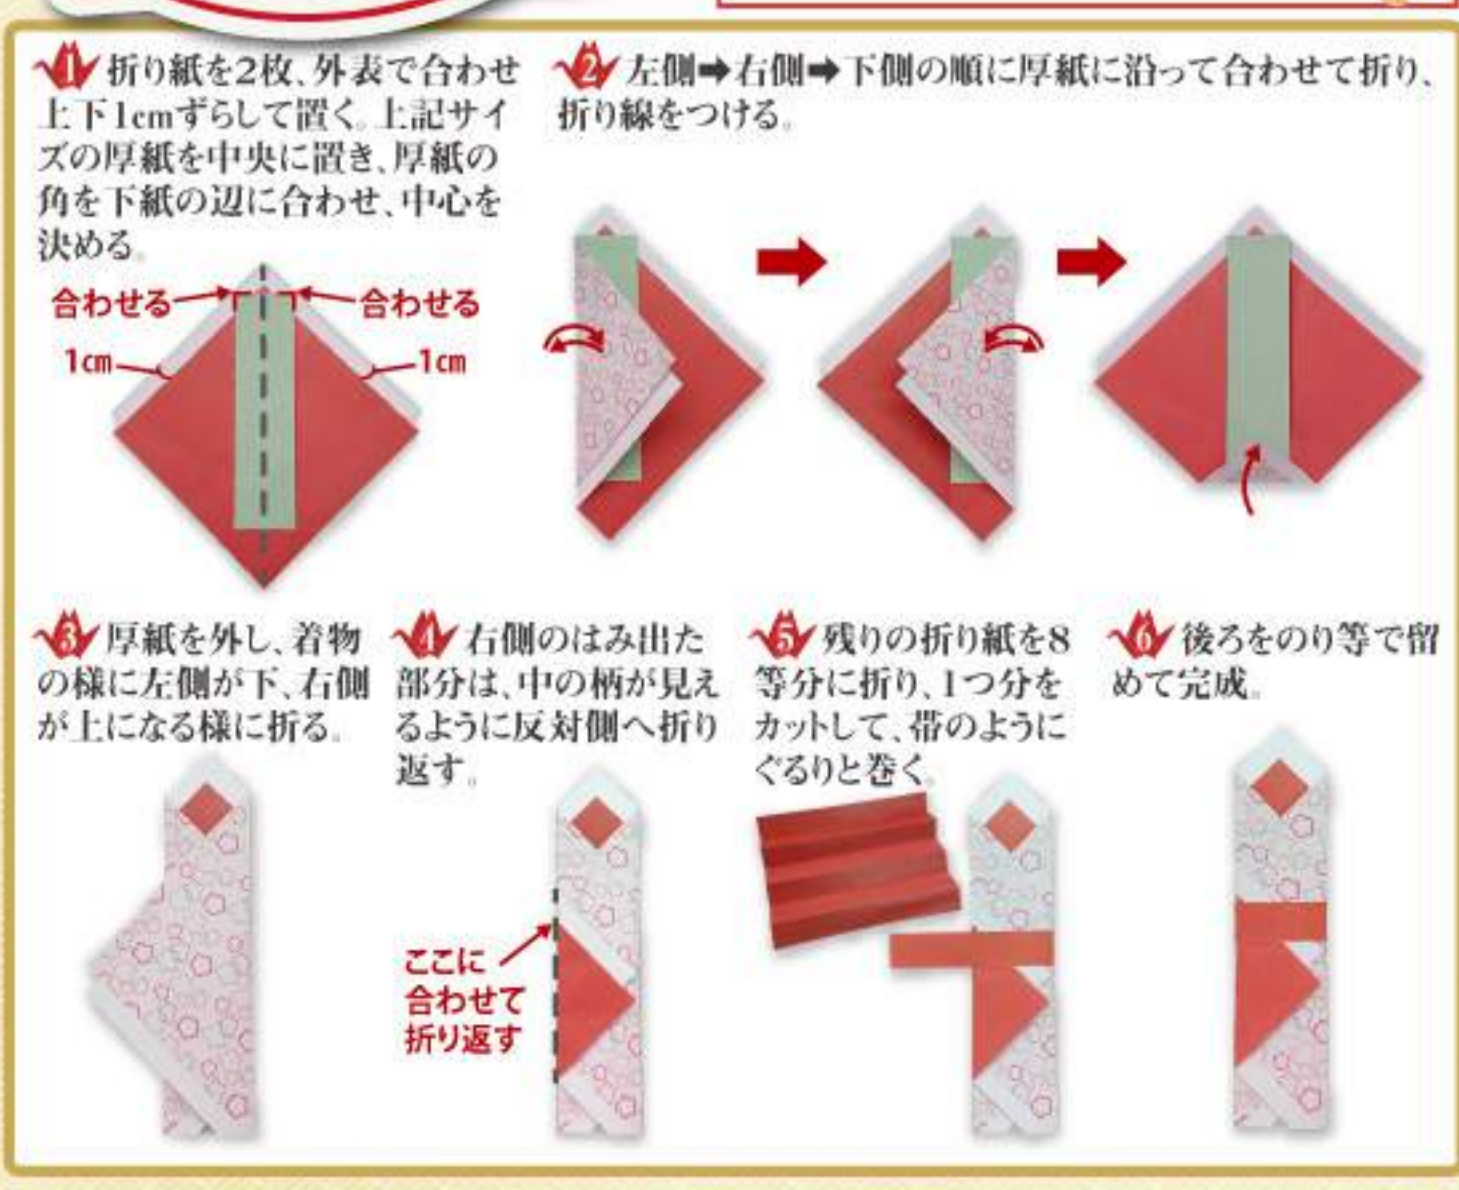 1 折り紙を2枚、外表で合わせ
上下1cmずらして置く。上記サイ
ズの厚紙を中央に置き、厚紙の
角を下紙の辺に合わせ、中心を
決める。
合わせる
合わせる
1cm
1cm
2 左側➡右側➡下側の順に厚紙に沿って合わせて折り、
折り線をつける。
3 厚紙を外し、着物
の様に左側が下、右側
が上になる様に折る。
4 右側のはみ出た
部分は、中の柄が見え
るように反対側へ折り
返す。
ここに
合わせて
折り返す
5 残りの折り紙を8
等分に折り、1つ分を
カットして、帯のように
ぐるりと巻く。
6 後ろをのり等で留
めて完成。